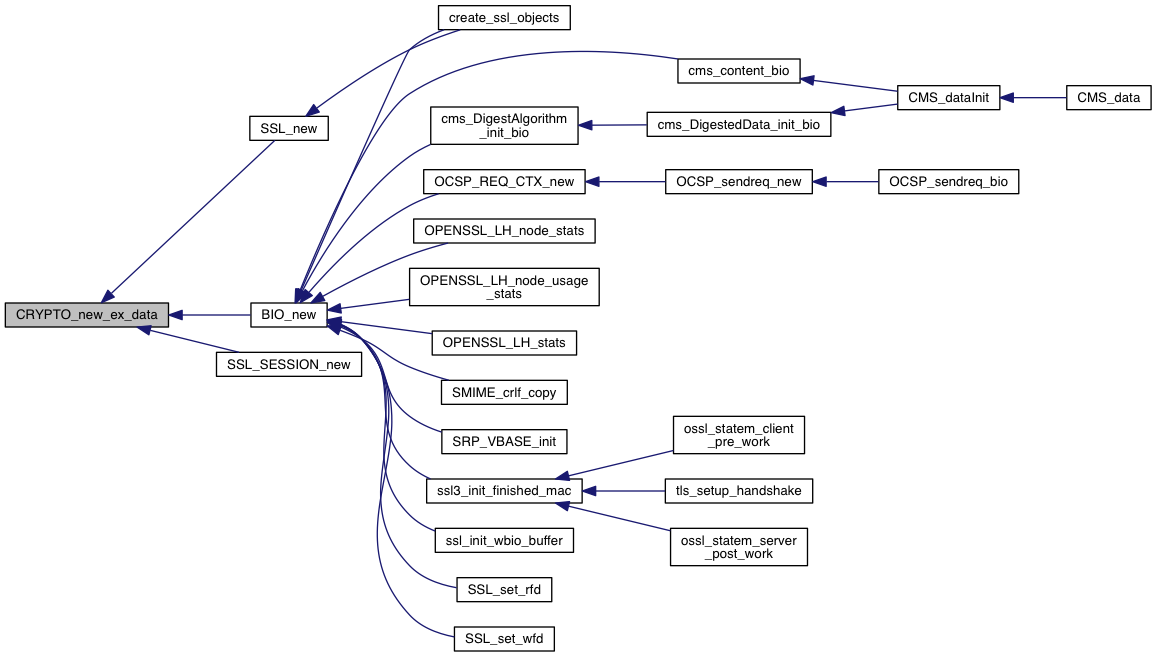 create_ssl_objects
cms_content_bio
CMS_dataInit
CMS_data
cms_DigestAlgorithm
_init_bio
cms_DigestedData_init_bio
SSL_new
OCSP_REQ_CTX_new
OCSP_sendreq_new
OCSP_sendreq_bio
OPENSSL_LH_node_stats
OPENSSL_LH_node_usage
_stats
CRYPTO_new_ex_data
BIO_new
OPENSSL_LH_stats
SSL_SESSION_new
SMIME_crlf_copy
SRP_VBASE_init
ossl_statem_client
_pre_work
ssl3_init_finished_mac
tls_setup_handshake
ssl_init_wbio_buffer
ossl_statem_server
_post_work
SSL_set_rfd
SSL_set_wfd